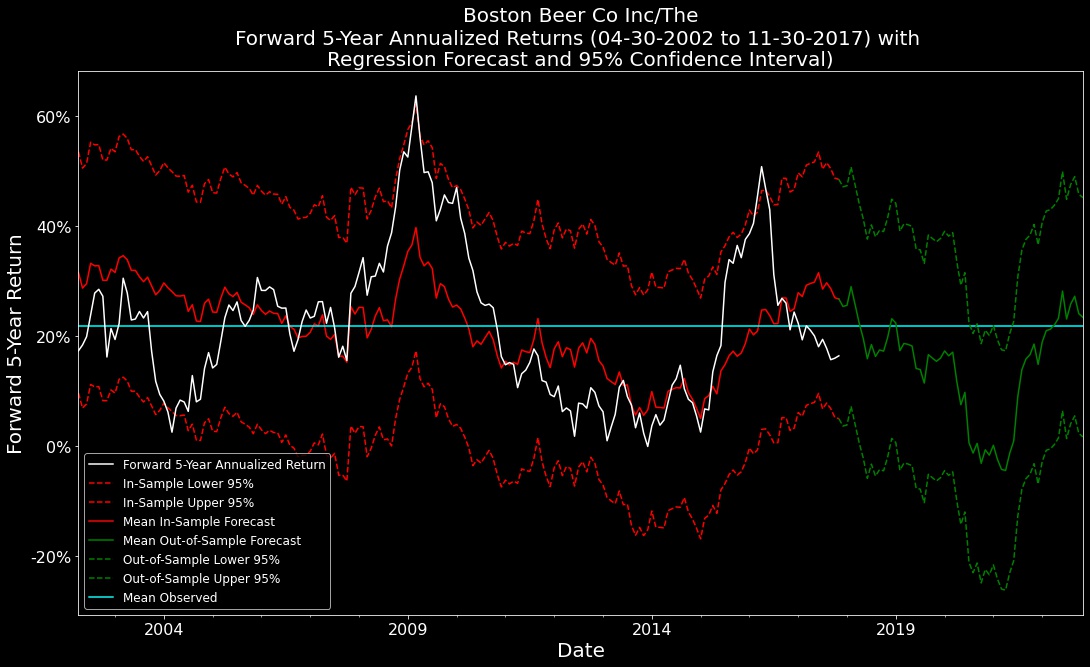 Boston Beer Co Inc/The
Forward 5-Year Annualized Returns (04-30-2002 to 11-30-2017) with
Regression Forecast and 95% Confidence Interval)
Forward 5-Year Return
60%
40%
20%
0%
-20%
Forward 5-Year Annualized Return
In-Sample Lower 95%
In-Sample Upper 95%
Mean In-Sample Forecast
Mean Out-of-Sample Forecast
Out-of-Sample Lower 95%
Out-of-Sample Upper 95%
Mean Observed
2004
2009
2014
2019
Date